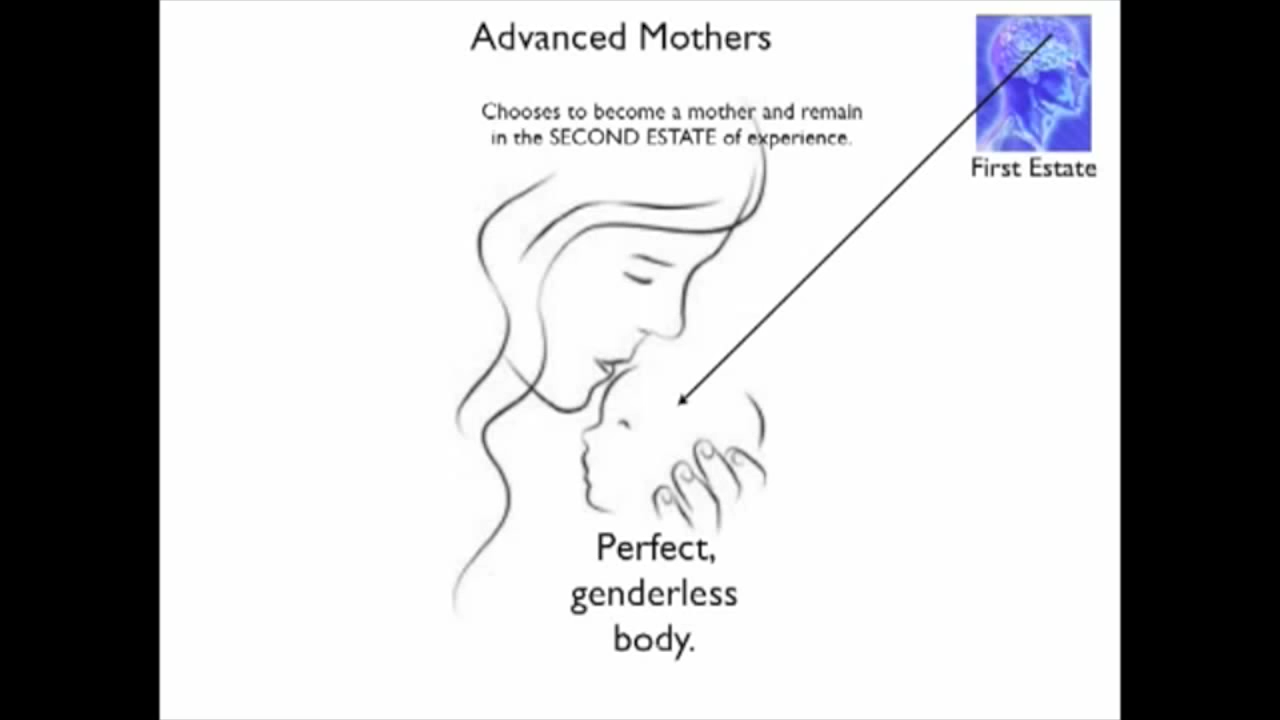 Advanced Mothers
Chooses to become a mother and remain
in the SECOND ESTATE of experience.
First Estate
Perfect,
genderless
body.